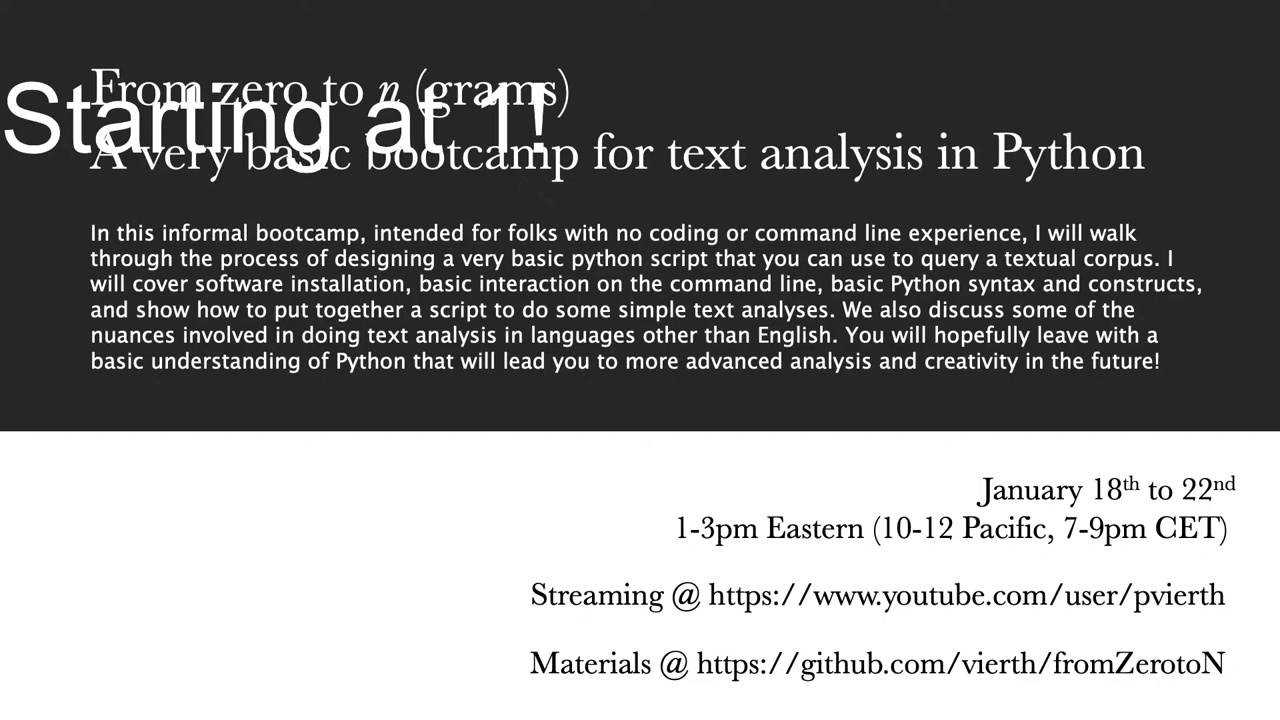 From zero to n (grams)
Starting at 1!
A very basic bootcamp for text analysis in Python
In this informal bootcamp, intended for folks with no coding or command line experience, I will walk
through the process of designing a very basic python script that you can use to query a textual corpus. I
will cover software installation, basic interaction on the command line, basic Python syntax and constructs,
and show how to put together a script to do some simple text analyses. We also discuss some of the
nuances involved in doing text analysis in languages other than English. You will hopefully leave with a
basic understanding of Python that will lead you to more advanced analysis and creativity in the future!
January 18th to 22nd
1-3pm Eastern (10-12 Pacific, 7-9pm CET)
Streaming @ https://www.youtube.com/user/pvierth
Materials @ https://github.com/vierth/fromZerotoN